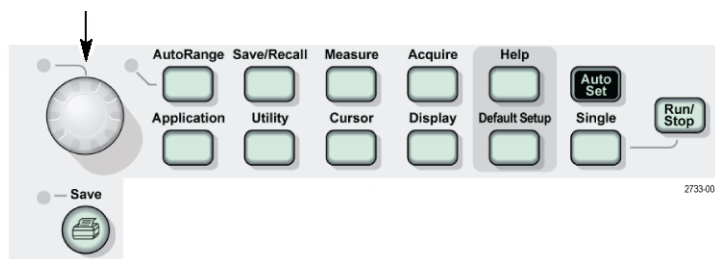 AutoRange Save/Recall Measure Acquire Help Auto Set
Application Utility Cursor Display Default Setup Single Run/ Stop
2733-00
Save